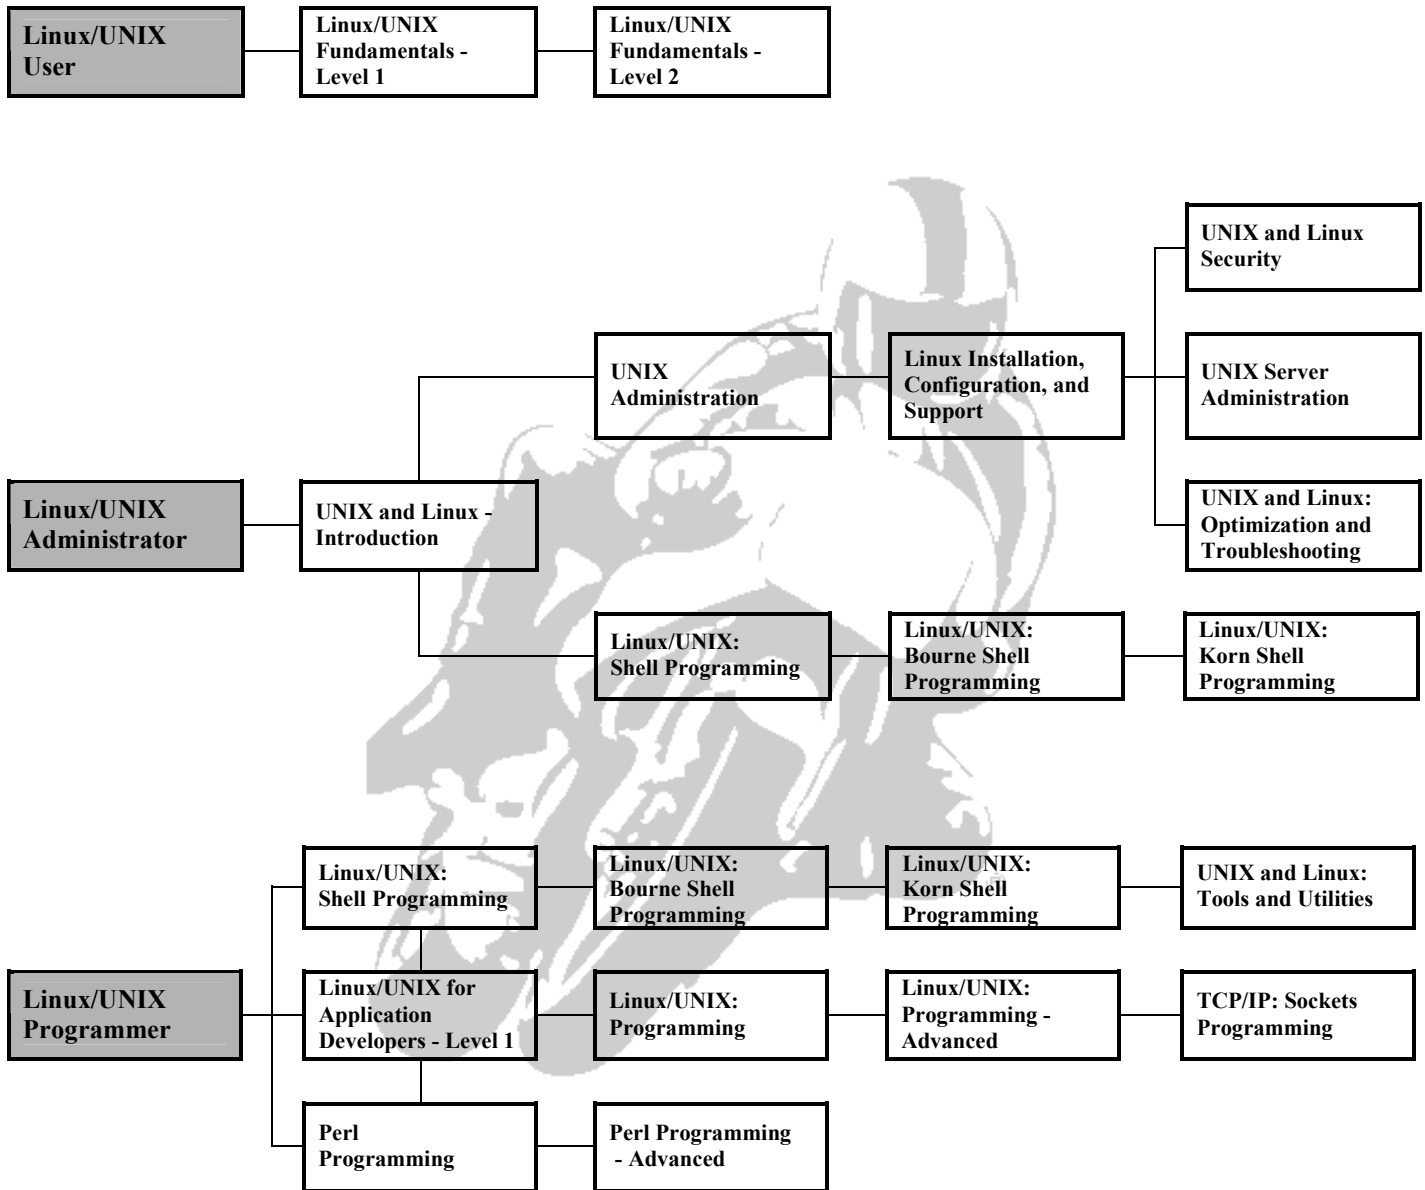 Linux/UNIX
User
Linux/UNIX
Fundamentals -
Level 1
Linux/UNIX
Fundamentals -
Level 2
UNIX and Linux
Security
UNIX
Administration
Linux Installation,
Configuration, and
Support
UNIX Server
Administration
Linux/UNIX
Administrator
UNIX and Linux -
Introduction
UNIX and Linux:
Optimization and
Troubleshooting
Linux/UNIX:
Shell Programming
Linux/UNIX:
Bourne Shell
Programming
Linux/UNIX:
Korn Shell
Programming
Linux/UNIX:
Shell Programming
Linux/UNIX:
Bourne Shell
Programming
Linux/UNIX:
Korn Shell
Programming
UNIX and Linux:
Tools and Utilities
Linux/UNIX
Programmer
Linux/UNIX for
Application
Developers - Level 1
Linux/UNIX:
Programming
Linux/UNIX:
Programming -
Advanced
TCP/IP: Sockets
Programming
Perl
Programming
Perl Programming
- Advanced